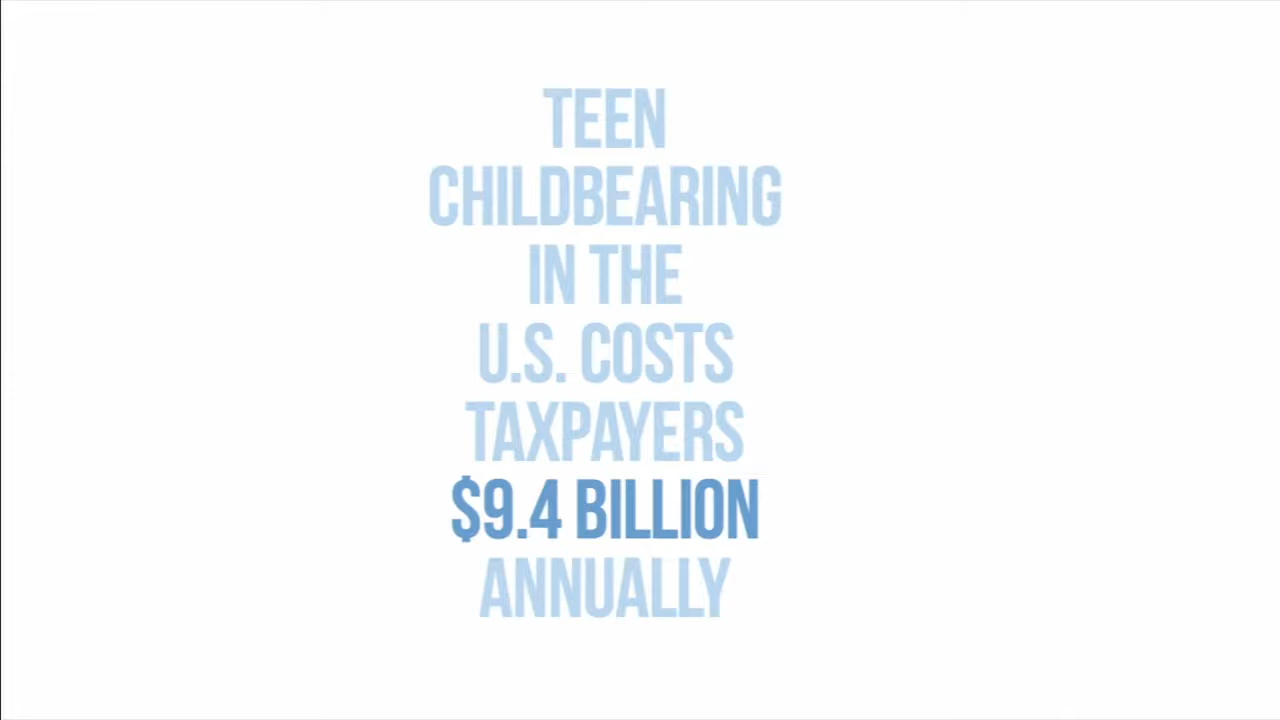 TEEN
CHILDBEARING
IN THE
U.S. COSTS
TAXPAYERS
$9.4 BILLION
ANNUALLY